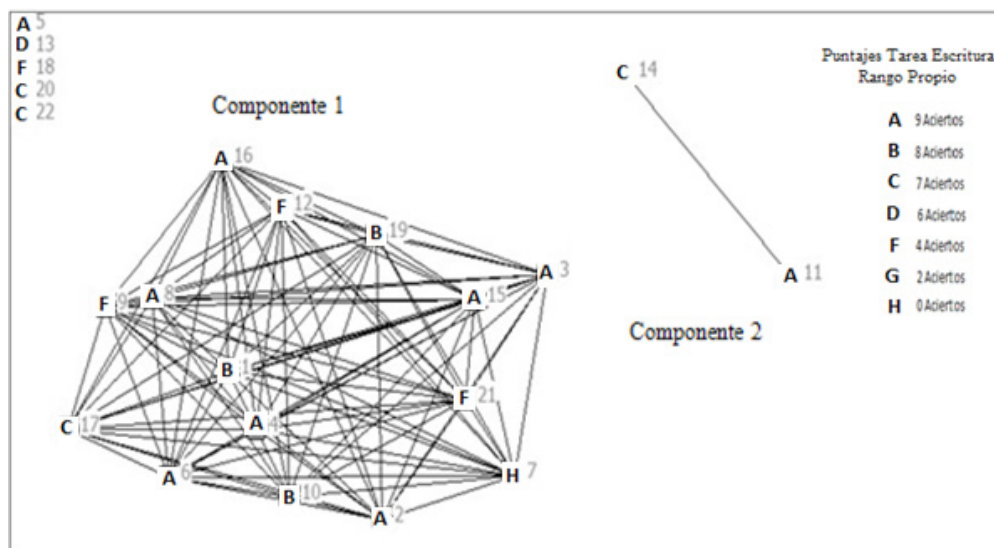 A 5
D 13
F 18
C 20
C 22
Componente 1
A 16
F 12
B 19
A 3
F 9
A 8
A 15
B 1
F 21
A 4
C 17
A 6
B 10
A 2
H 7
C 14
A 11
Componente 2
Puntajes Tarea Escritura
Rango Propio
A 9 Aciertos
B 8 Aciertos
C 7 Aciertos
D 6 Aciertos
F 4 Aciertos
G 2 Aciertos
H 0 Aciertos